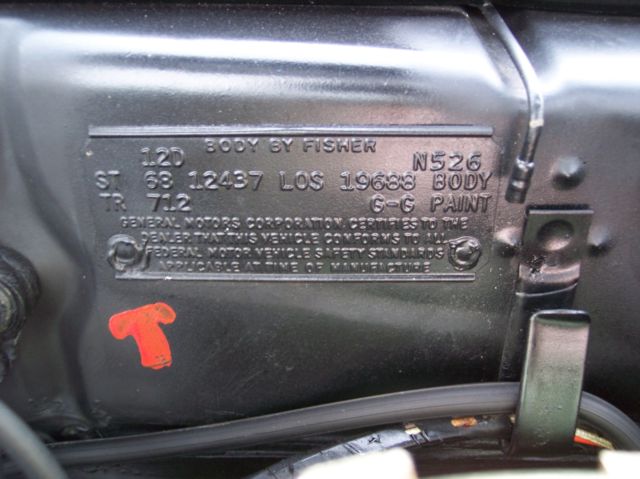 BODY BY FISHER
12D N526
ST 68 12437 LOS 19688 BODY
TR 712 G-G PAINT
GENERAL MOTORS CORPORATION CERTIFIES TO THE
DEALER THAT THIS VEHICLE CONFORMS TO ALL
FEDERAL MOTOR VEHICLE SAFETY STANDARDS
APPLICABLE AT TIME OF MANUFACTURE
T